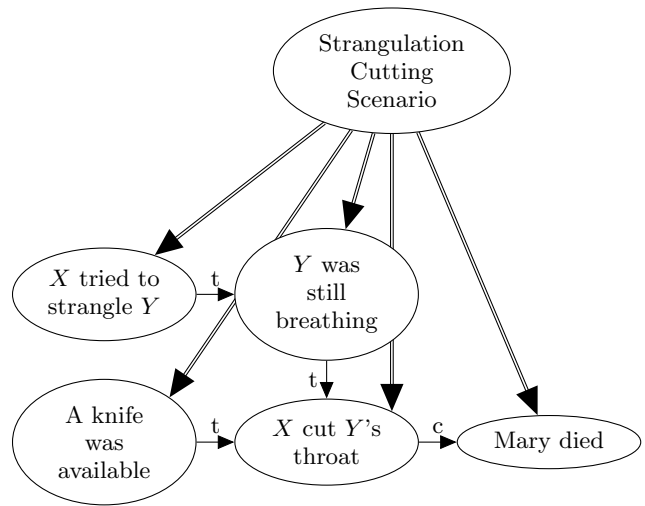 Strangulation
Cutting
Scenario
X tried to
strangle Y
t
Y was
still
breathing
t
A knife
was
available
t
X cut Y's
throat
c
Mary died